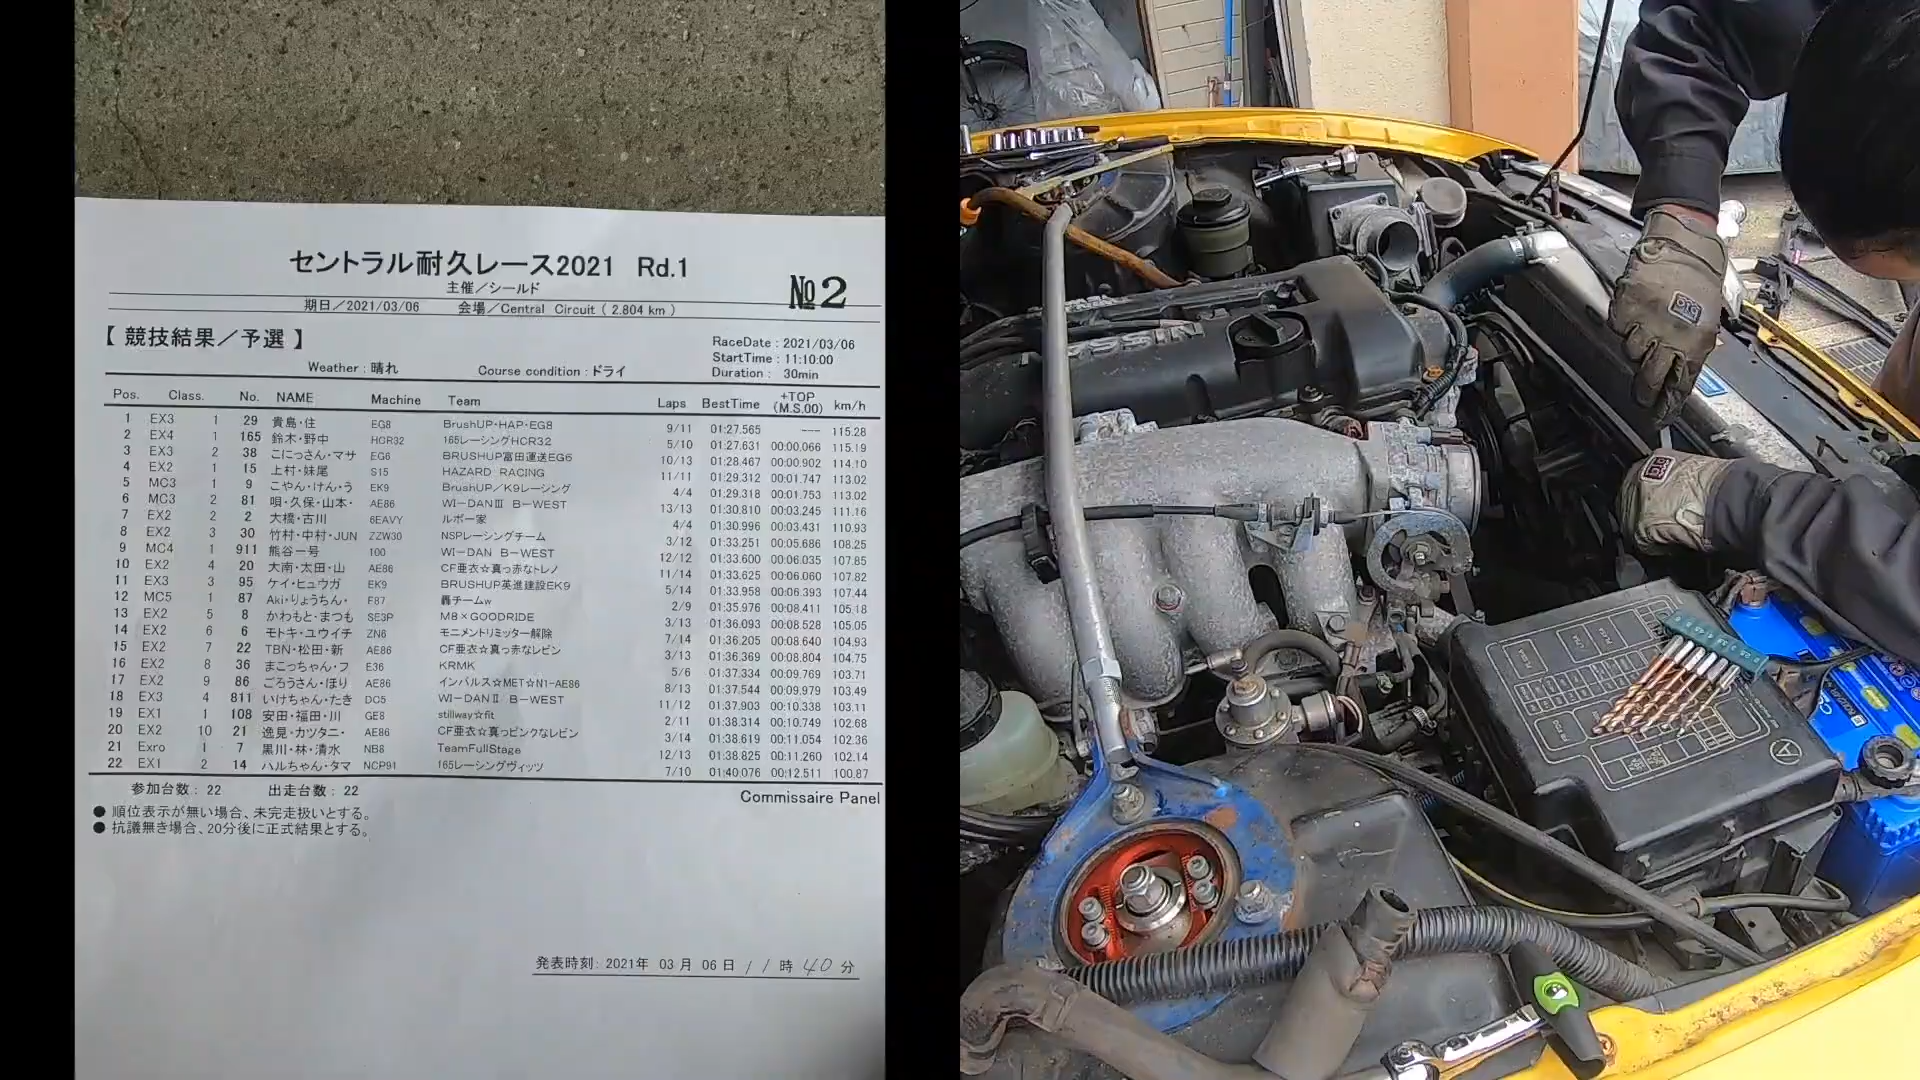 セントラル耐久レース2021 Rd.1
主催／シールド
№2
期日／2021/03/06 会場／Central Circuit ( 2.804 km )
【 競技結果／予選 】
RaceDate : 2021/03/06
StartTime : 11:10:00
Weather : 晴れ Course condition : ドライ Duration : 30min
Pos. Class. No. NAME Machine Team Laps BestTime +TOP (M.S.00) km/h
1 EX3 1 29 貴島・住 EG8 BrushUP・HAP・EG8 9/11 01:27.565 ---- 115.28
2 EX4 1 165 鈴木・野中 HCR32 165レーシングHCR32 5/10 01:27.631 00:00.066 115.19
3 EX3 2 38 こにっさん・マサ EG6 BRUSHUP富田運送EG6 10/13 01:28.467 00:00.902 114.10
4 EX2 1 15 上村・妹尾 S15 HAZARD RACING 11/11 01:29.312 00:01.747 113.02
5 MC3 1 9 こやん・けん・う EK9 BrushUP／K9レーシング 4/4 01:29.318 00:01.753 113.02
6 MC3 2 81 唄・久保・山本・ AE86 WI－DANⅢ B－WEST 13/13 01:30.810 00:03.245 111.16
7 EX2 2 2 大橋・古川 6EAVY ルボー家 4/4 01:30.996 00:03.431 110.93
8 EX2 3 30 竹村・中村・JUN ZZW30 NSPレーシングチーム 3/12 01:33.251 00:05.686 108.25
9 MC4 1 911 熊谷一号 100 WI－DAN B－WEST 12/12 01:33.600 00:06.035 107.85
10 EX2 4 20 大南・太田・山 AE86 CF亜衣☆真っ赤なトレノ 11/14 01:33.625 00:06.060 107.82
11 EX3 3 95 ケイ・ヒュウガ EK9 BRUSHUP英進建設EK9 5/14 01:33.958 00:06.393 107.44
12 MC5 1 87 Aki・りょうちん・ F87 轟チームw 2/9 01:35.976 00:08.411 105.18
13 EX2 5 8 かわもと・まつも SE3P M8×GOODRIDE 3/13 01:36.093 00:08.528 105.05
14 EX2 6 6 モトキ・ユウイチ ZN6 モニメントリミッター解除 7/14 01:36.205 00:08.640 104.93
15 EX2 7 22 TBN・松田・新 AE86 CF亜衣☆真っ赤なレビン 3/13 01:36.369 00:08.804 104.75
16 EX2 8 36 まこっちゃん・フ E36 KRMK 5/6 01:37.334 00:09.769 103.71
17 EX2 9 86 ごろうさん・ほり AE86 インパルス☆MET☆N1-AE86 8/13 01:37.544 00:09.979 103.49
18 EX3 4 811 いけちゃん・たき DC5 WI－DANⅡ B－WEST 11/12 01:37.903 00:10.338 103.11
19 EX1 1 108 安田・福田・川 GE8 stillway☆fit 2/11 01:38.314 00:10.749 102.68
20 EX2 10 21 逸見・カツタニ・ AE86 CF亜衣☆真っピンクなレビン 3/14 01:38.619 00:11.054 102.36
21 Exro 1 7 黒川・林・清水 NB8 TeamFullStage 12/13 01:38.825 00:11.260 102.14
22 EX1 2 14 ハルちゃん・タマ NCP91 165レーシングヴィッツ 7/10 01:40.076 00:12.511 100.87
参加台数 : 22 出走台数 : 22
Commissaire Panel
● 順位表示が無い場合、未完走扱いとする。
● 抗議無き場合、20分後に正式結果とする。
発表時刻: 2021年 03月 06日 11時 40分
NISSAN